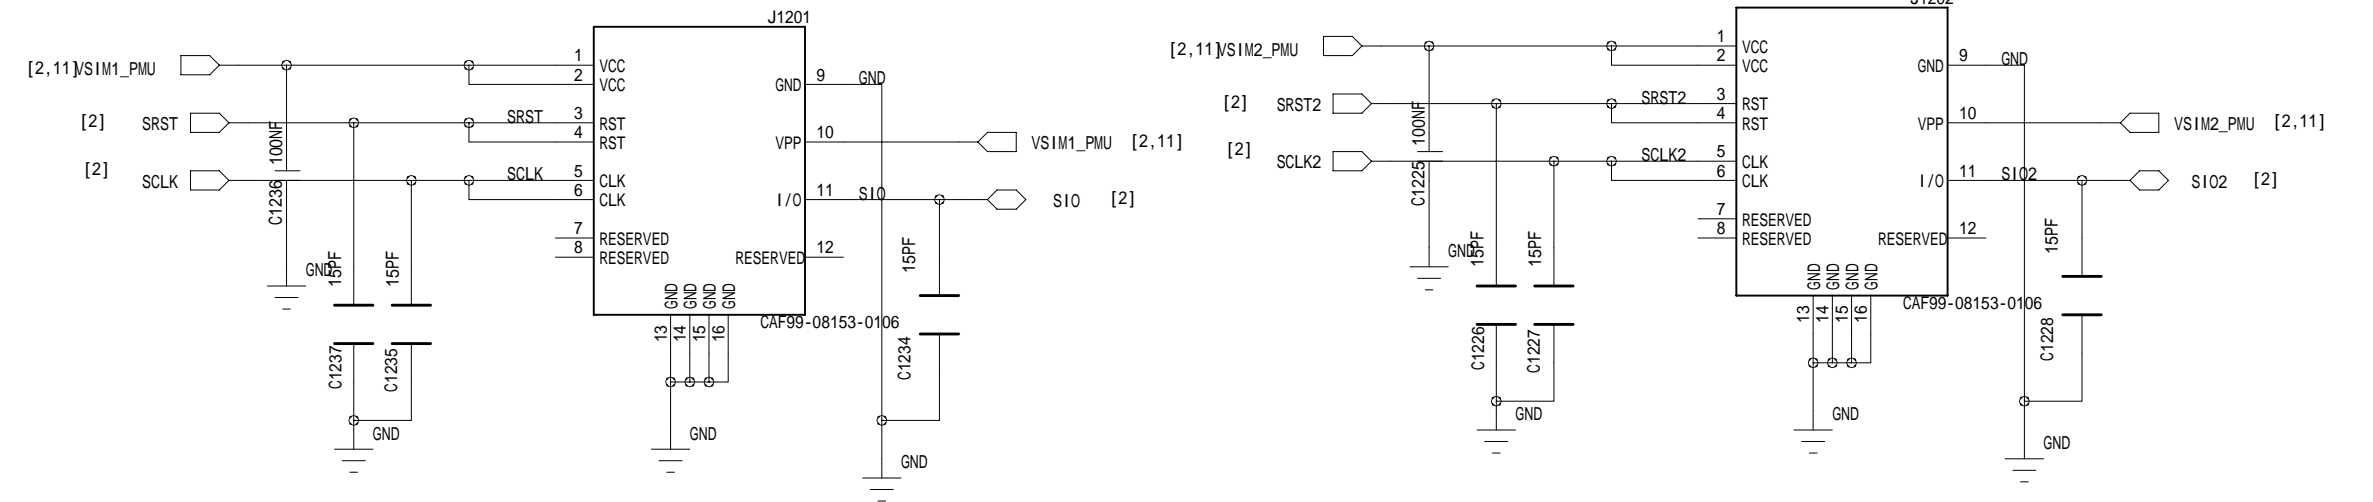 J1201
[2,11]VSIM1_PMU
1
VCC
2
VCC
9
GND
GND
[2]
SRST
SRST
3
RST
4
RST
10
VPP
VSIM1_PMU
[2,11]
100NF
[2]
SCLK
SCLK
5
CLK
6
CLK
11
I/O
SIO
SIO
[2]
C1236
7
RESERVED
8
RESERVED
12
RESERVED
GND
15PF
15PF
15PF
GND
GND
GND
GND
CAF99-08153-0106
13
14
15
16
C1237
C1235
C1234
GND
GND
GND
J1202
[2,11]VSIM2_PMU
1
VCC
2
VCC
9
GND
GND
[2]
SRST2
SRST2
3
RST
4
RST
10
VPP
VSIM2_PMU
[2,11]
100NF
[2]
SCLK2
SCLK2
5
CLK
6
CLK
11
I/O
SIO2
SIO2
[2]
C1225
7
RESERVED
8
RESERVED
12
RESERVED
GND
15PF
15PF
15PF
GND
GND
GND
GND
CAF99-08153-0106
13
14
15
16
C1226
C1227
C1228
GND
GND
GND